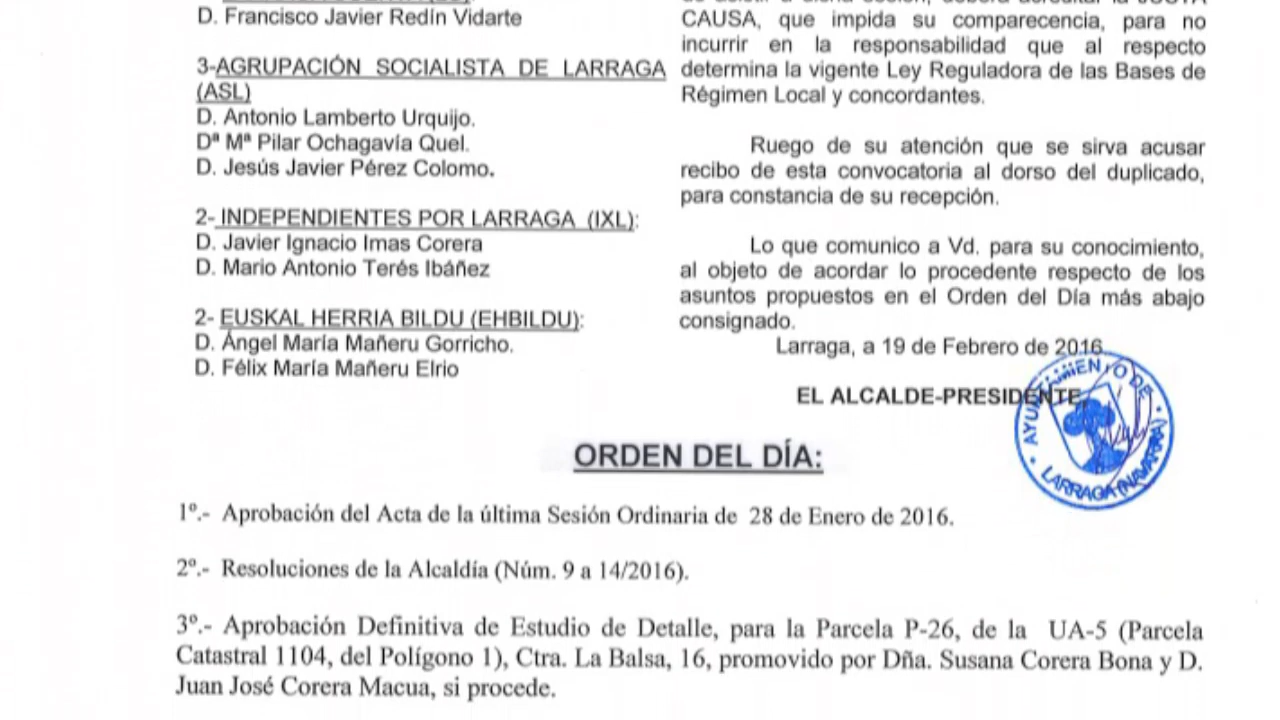 D. Francisco Javier Redín Vidarte
3-AGRUPACIÓN SOCIALISTA DE LARRAGA
(ASL)
D. Antonio Lamberto Urquijo.
Dª Mª Pilar Ochagavía Quel.
D. Jesús Javier Pérez Colomo.
2- INDEPENDIENTES POR LARRAGA (IXL):
D. Javier Ignacio Imas Corera
D. Mario Antonio Terés Ibáñez
2- EUSKAL HERRIA BILDU (EHBILDU):
D. Ángel María Mañeru Gorricho.
D. Félix María Mañeru Elrio
CAUSA, que impida su comparecencia, para no
incurrir en la responsabilidad que al respecto
determina la vigente Ley Reguladora de las Bases de
Régimen Local y concordantes.
Ruego de su atención que se sirva acusar
recibo de esta convocatoria al dorso del duplicado,
para constancia de su recepción.
Lo que comunico a Vd. para su conocimiento,
al objeto de acordar lo procedente respecto de los
asuntos propuestos en el Orden del Día más abajo
consignado.
Larraga, a 19 de Febrero de 2016
EL ALCALDE-PRESIDENTE,
AYUNTAMIENTO DE
LARRAGA (NAVARRA)
ORDEN DEL DÍA:
1º.- Aprobación del Acta de la última Sesión Ordinaria de 28 de Enero de 2016.
2º.- Resoluciones de la Alcaldía (Núm. 9 a 14/2016).
3º.- Aprobación Definitiva de Estudio de Detalle, para la Parcela P-26, de la UA-5 (Parcela
Catastral 1104, del Polígono 1), Ctra. La Balsa, 16, promovido por Dña. Susana Corera Bona y D.
Juan José Corera Macua, si procede.